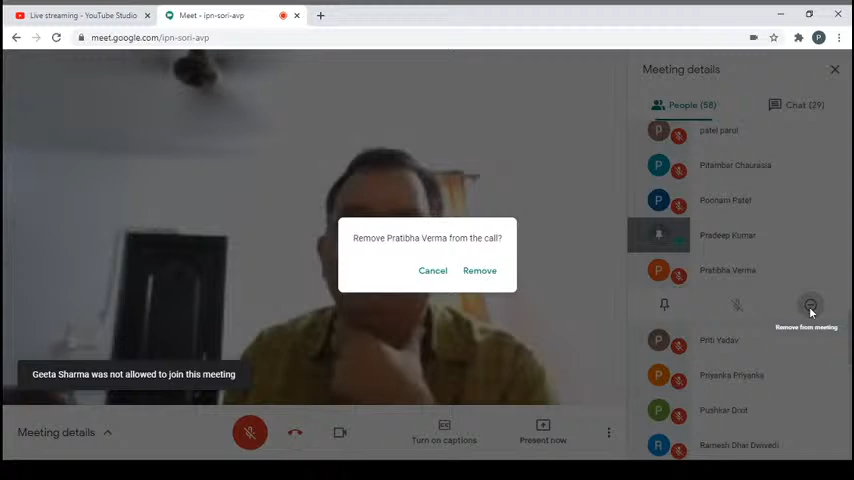 Live streaming - YouTube Studio
Meet - ipn-sori-avp
meet.google.com/ipn-sori-avp
P
Meeting details
People (58)
Chat (29)
P patel parul
P Pitambar Chaurasia
P Poonam Patel
Pradeep Kumar
P Pratibha Verma
Remove from meeting
Priti Yadav
P Priyanka Priyanka
P Pushkar Dixit
R Ramesh Dhar Dwivedi
Remove Pratibha Verma from the call?
Cancel Remove
Geeta Sharma was not allowed to join this meeting
Meeting details
Turn on captions
Present now